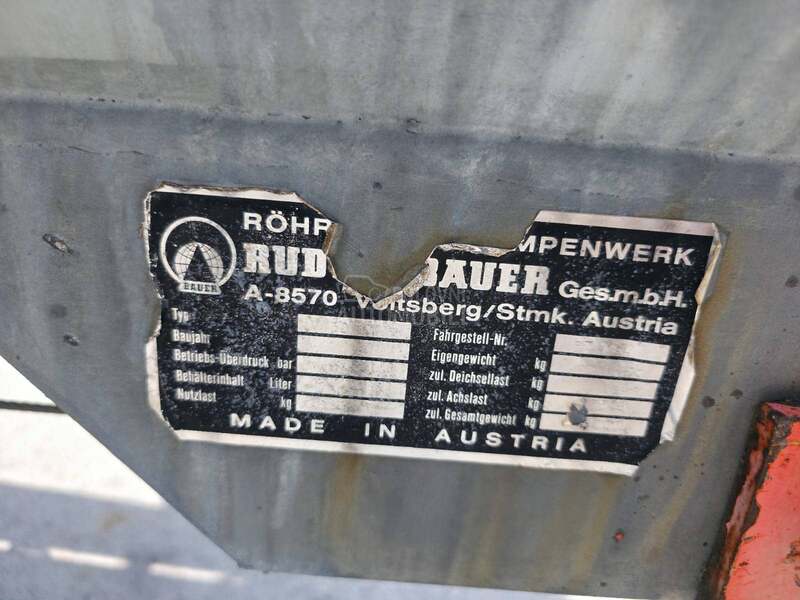 RÖHR MPENWERK
RUD BAUER Ges.m.b.H.
BAUER
A-8570 Voitsberg/Stmk. Austria
Typ
Baujahr
Betriebs-Überdruck bar
Behälterinhalt Liter
Nutzlast kg
Fahrgestell-Nr.
Eigengewicht kg
zul. Deichsellast kg
zul. Achslast kg
zul. Gesamtgewicht kg
MADE IN AUSTRIA